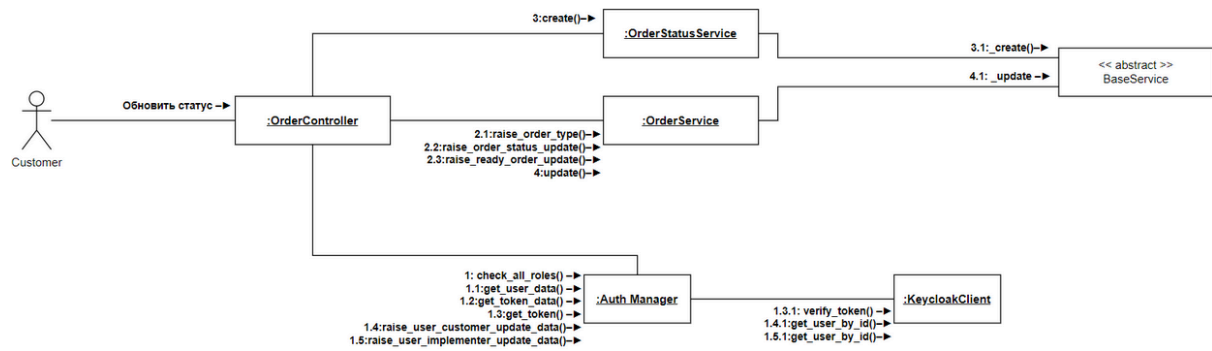 3:create()
:OrderStatusService
3.1:_create()
4.1: _update
<< abstract >>
BaseService
Обновить статус
Customer
:OrderController
:OrderService
2.1:raise_order_type()
2.2:raise_order_status_update()
2.3:raise_ready_order_update()
4:update()
1: check_all_roles()
1.1:get_user_data()
1.2:get_token_data()
1.3:get_token()
1.4:raise_user_customer_update_data()
1.5:raise_user_implementer_update_data()
:Auth Manager
1.3.1: verify_token()
1.4.1:get_user_by_id()
1.5.1:get_user_by_id()
:KeycloakClient